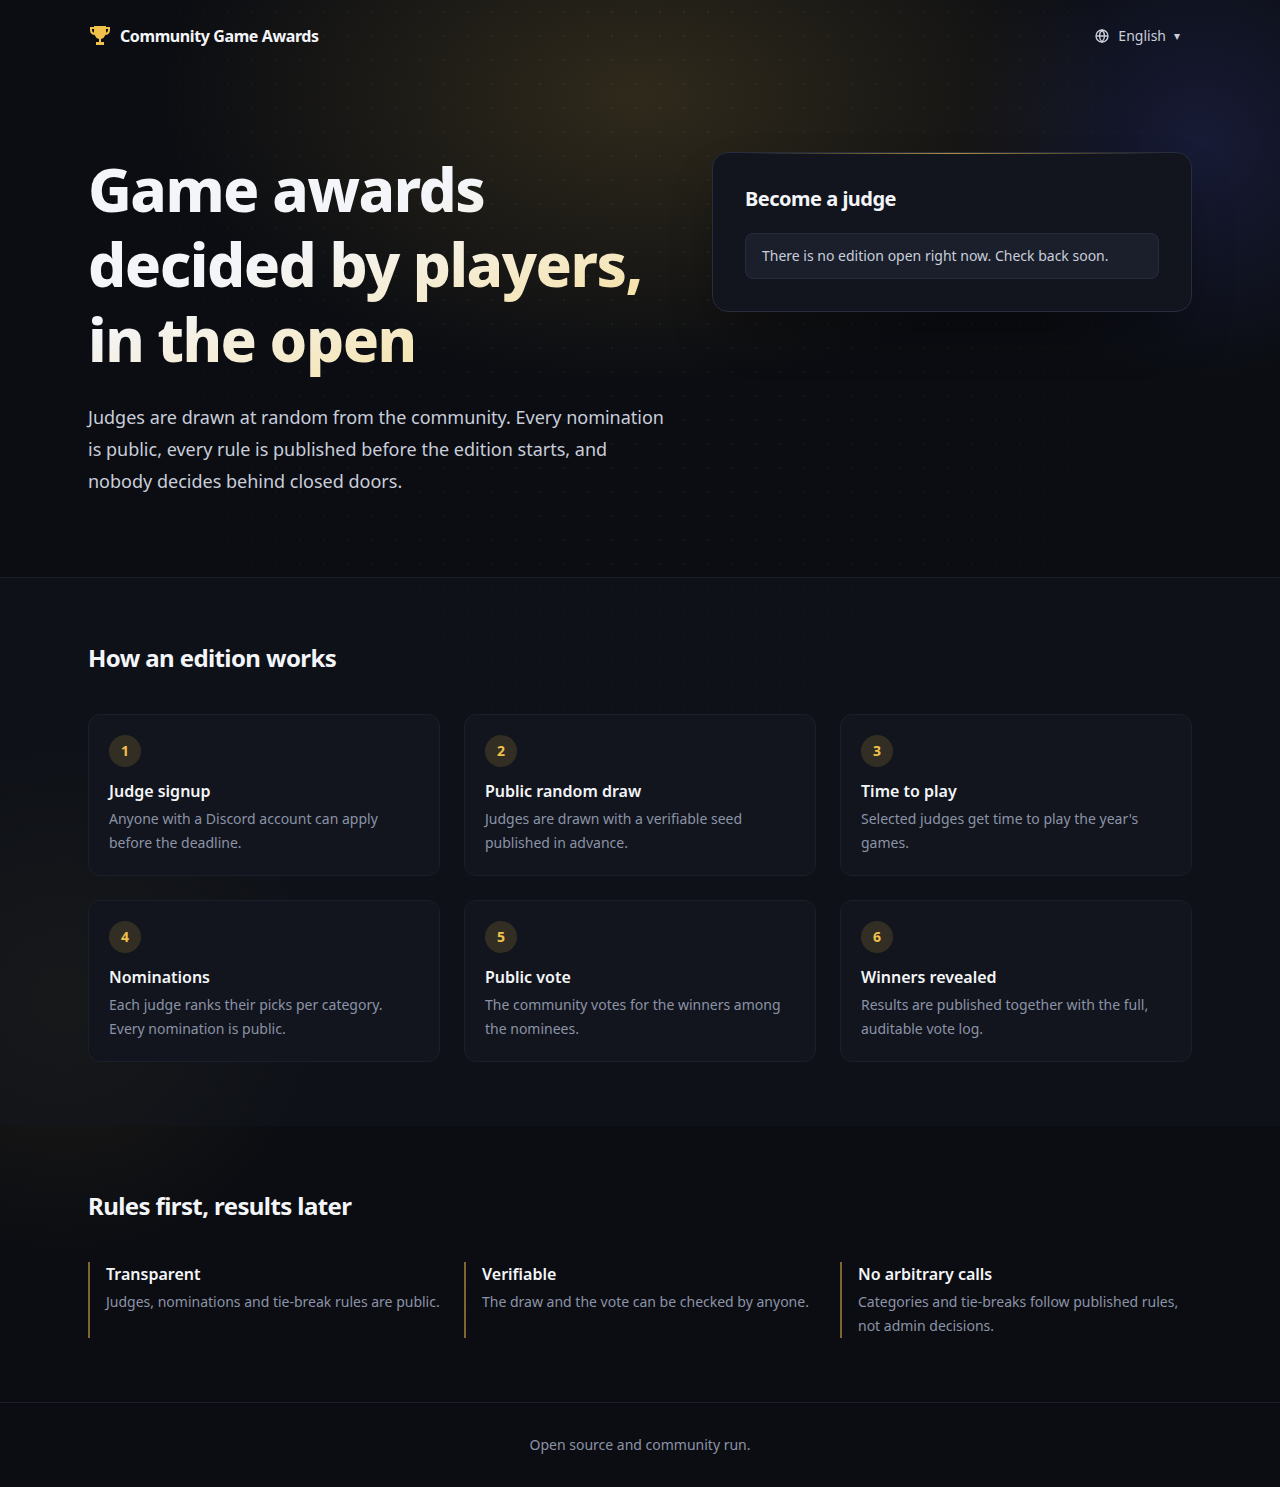 Community Game Awards
English ▾
Game awards
decided by players,
in the open
Judges are drawn at random from the community. Every nomination
is public, every rule is published before the edition starts, and
nobody decides behind closed doors.
Become a judge
There is no edition open right now. Check back soon.
How an edition works
1
Judge signup
Anyone with a Discord account can apply
before the deadline.
2
Public random draw
Judges are drawn with a verifiable seed
published in advance.
3
Time to play
Selected judges get time to play the year's
games.
4
Nominations
Each judge ranks their picks per category.
Every nomination is public.
5
Public vote
The community votes for the winners among
the nominees.
6
Winners revealed
Results are published together with the full,
auditable vote log.
Rules first, results later
Transparent
Judges, nominations and tie-break rules are public.
Verifiable
The draw and the vote can be checked by anyone.
No arbitrary calls
Categories and tie-breaks follow published rules,
not admin decisions.
Open source and community run.